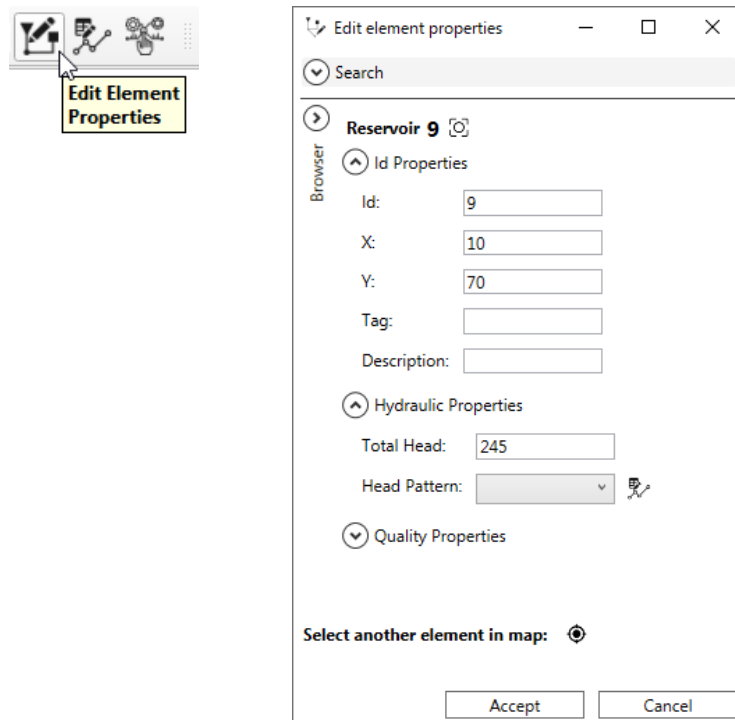 Edit Element
Properties
Edit element properties
Search
Browser
Reservoir 9
Id Properties
Id: 9
X: 10
Y: 70
Tag:
Description:
Hydraulic Properties
Total Head: 245
Head Pattern:
Quality Properties
Select another element in map:
Accept Cancel